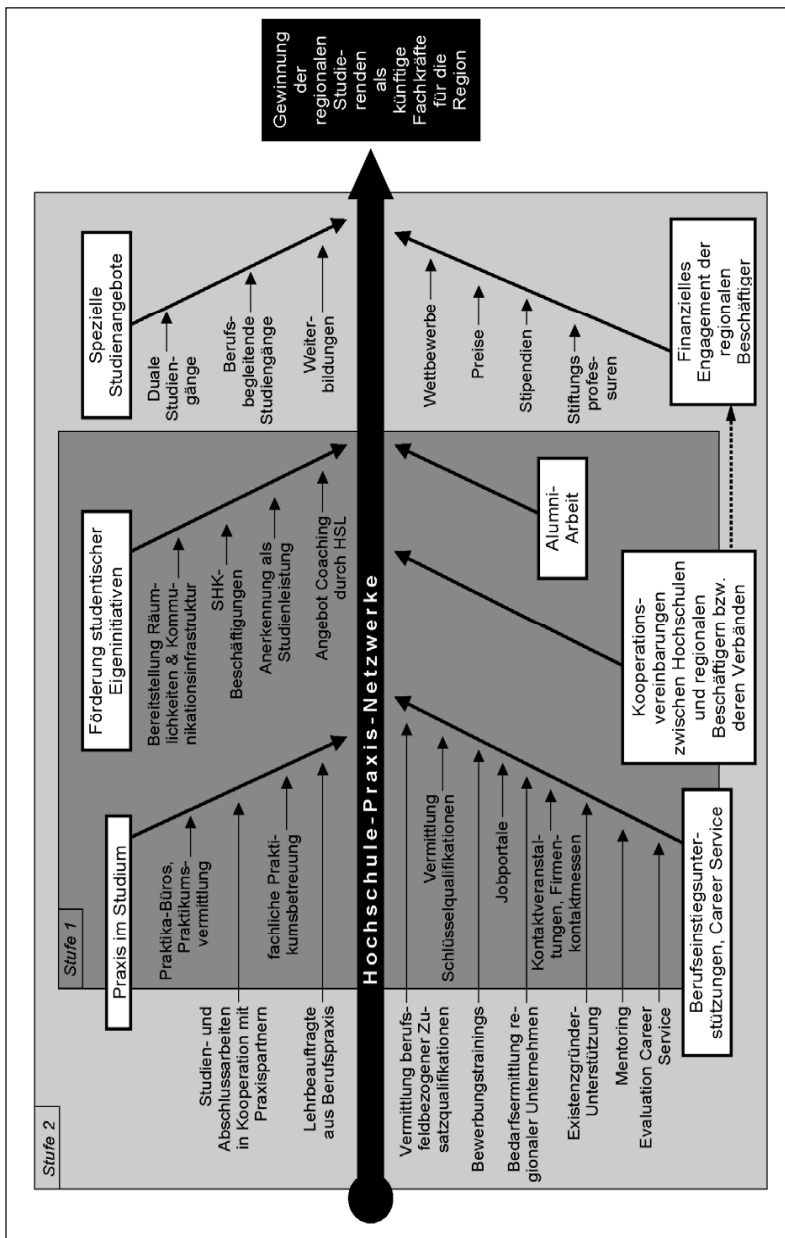 Stufe 2
Stufe 1
Praxis im Studium
Praktika-Büros,
Praktikums-
vermittlung
Studien- und
Abschlussarbeiten
in Kooperation mit
Praxispartnern
fachliche Prakti-
kumsbetreuung
Lehrbeauftragte
aus Berufspraxis
Förderung studentischer
Eigeninitiativen
Bereitstellung Räum-
lichkeiten & Kommu-
nikationsinfrastruktur
SHK-
Beschäftigungen
Anerkennung als
Studienleistung
Angebot Coaching
durch HSL
Spezielle
Studienangebote
Duale
Studien-
gänge
Berufs-
begleitende
Studiengänge
Weiter-
bildungen
Hochschule-Praxis-Netzwerke
Gewinnung
der
regionalen
Studie-
renden
als
künftige
Fachkräfte
für die
Region
Vermittlung berufs-
feldbezogener Zu-
satzqualifikationen
Vermittlung
Schlüsselqualifikationen
Bewerbungstrainings
Jobportale
Bedarfsermittlung re-
gionaler Unternehmen
Kontaktveranstal-
tungen, Firmen-
kontaktmessen
Existenzgründer-
Unterstützung
Mentoring
Evaluation Career
Service
Berufseinstiegsunter-
stützungen, Career Service
Kooperations-
vereinbarungen
zwischen Hochschulen
und regionalen
Beschäftigern bzw.
deren Verbänden
Alumni-
Arbeit
Wettbewerbe
Preise
Stipendien
Stiftungs-
profes-
suren
Finanzielles
Engagement der
regionalen
Beschäftiger